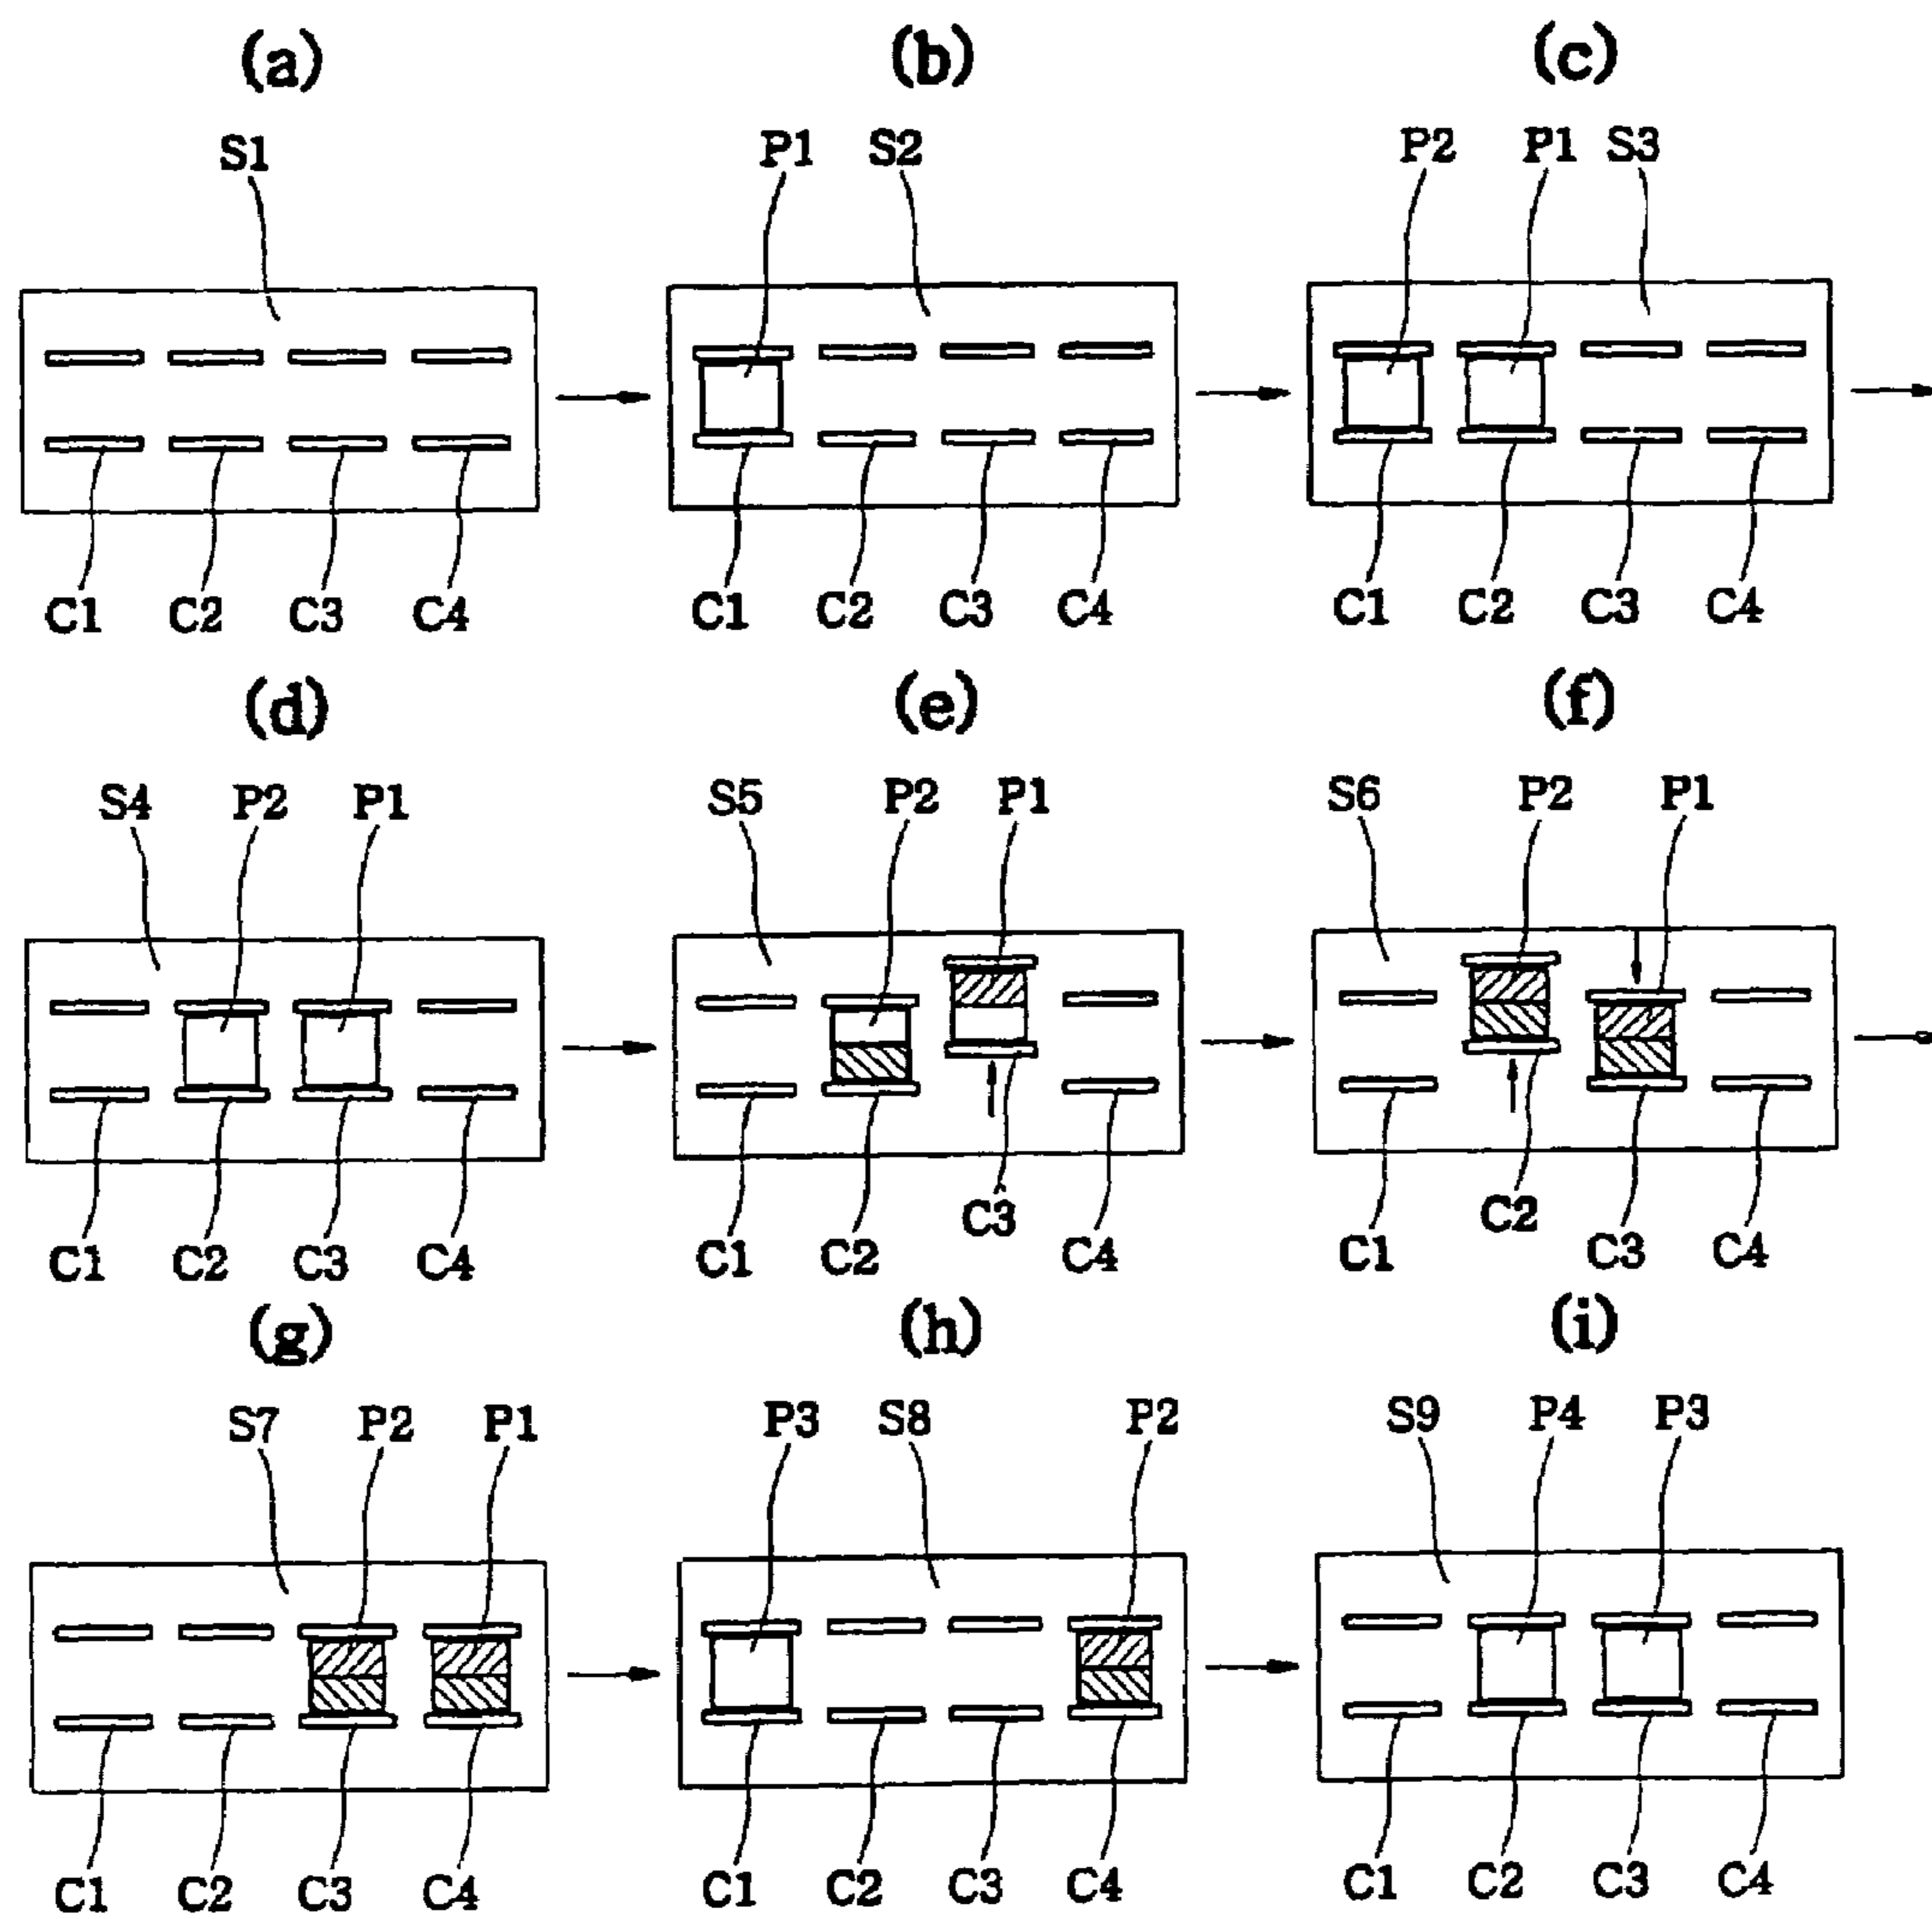 (a) (b) (c)
S1 P1 S2 P2 P1 S3
C1 C2 C3 C4 C1 C2 C3 C4 C1 C2 C3 C4
(d) (e) (f)
S4 P2 P1 S5 P2 P1 S6 P2 P1
C1 C2 C3 C4 C1 C2 C3 C4 C1 C2 C3 C4
(g) (h) (i)
S7 P2 P1 P3 S8 P2 S9 P4 P3
C1 C2 C3 C4 C1 C2 C3 C4 C1 C2 C3 C4